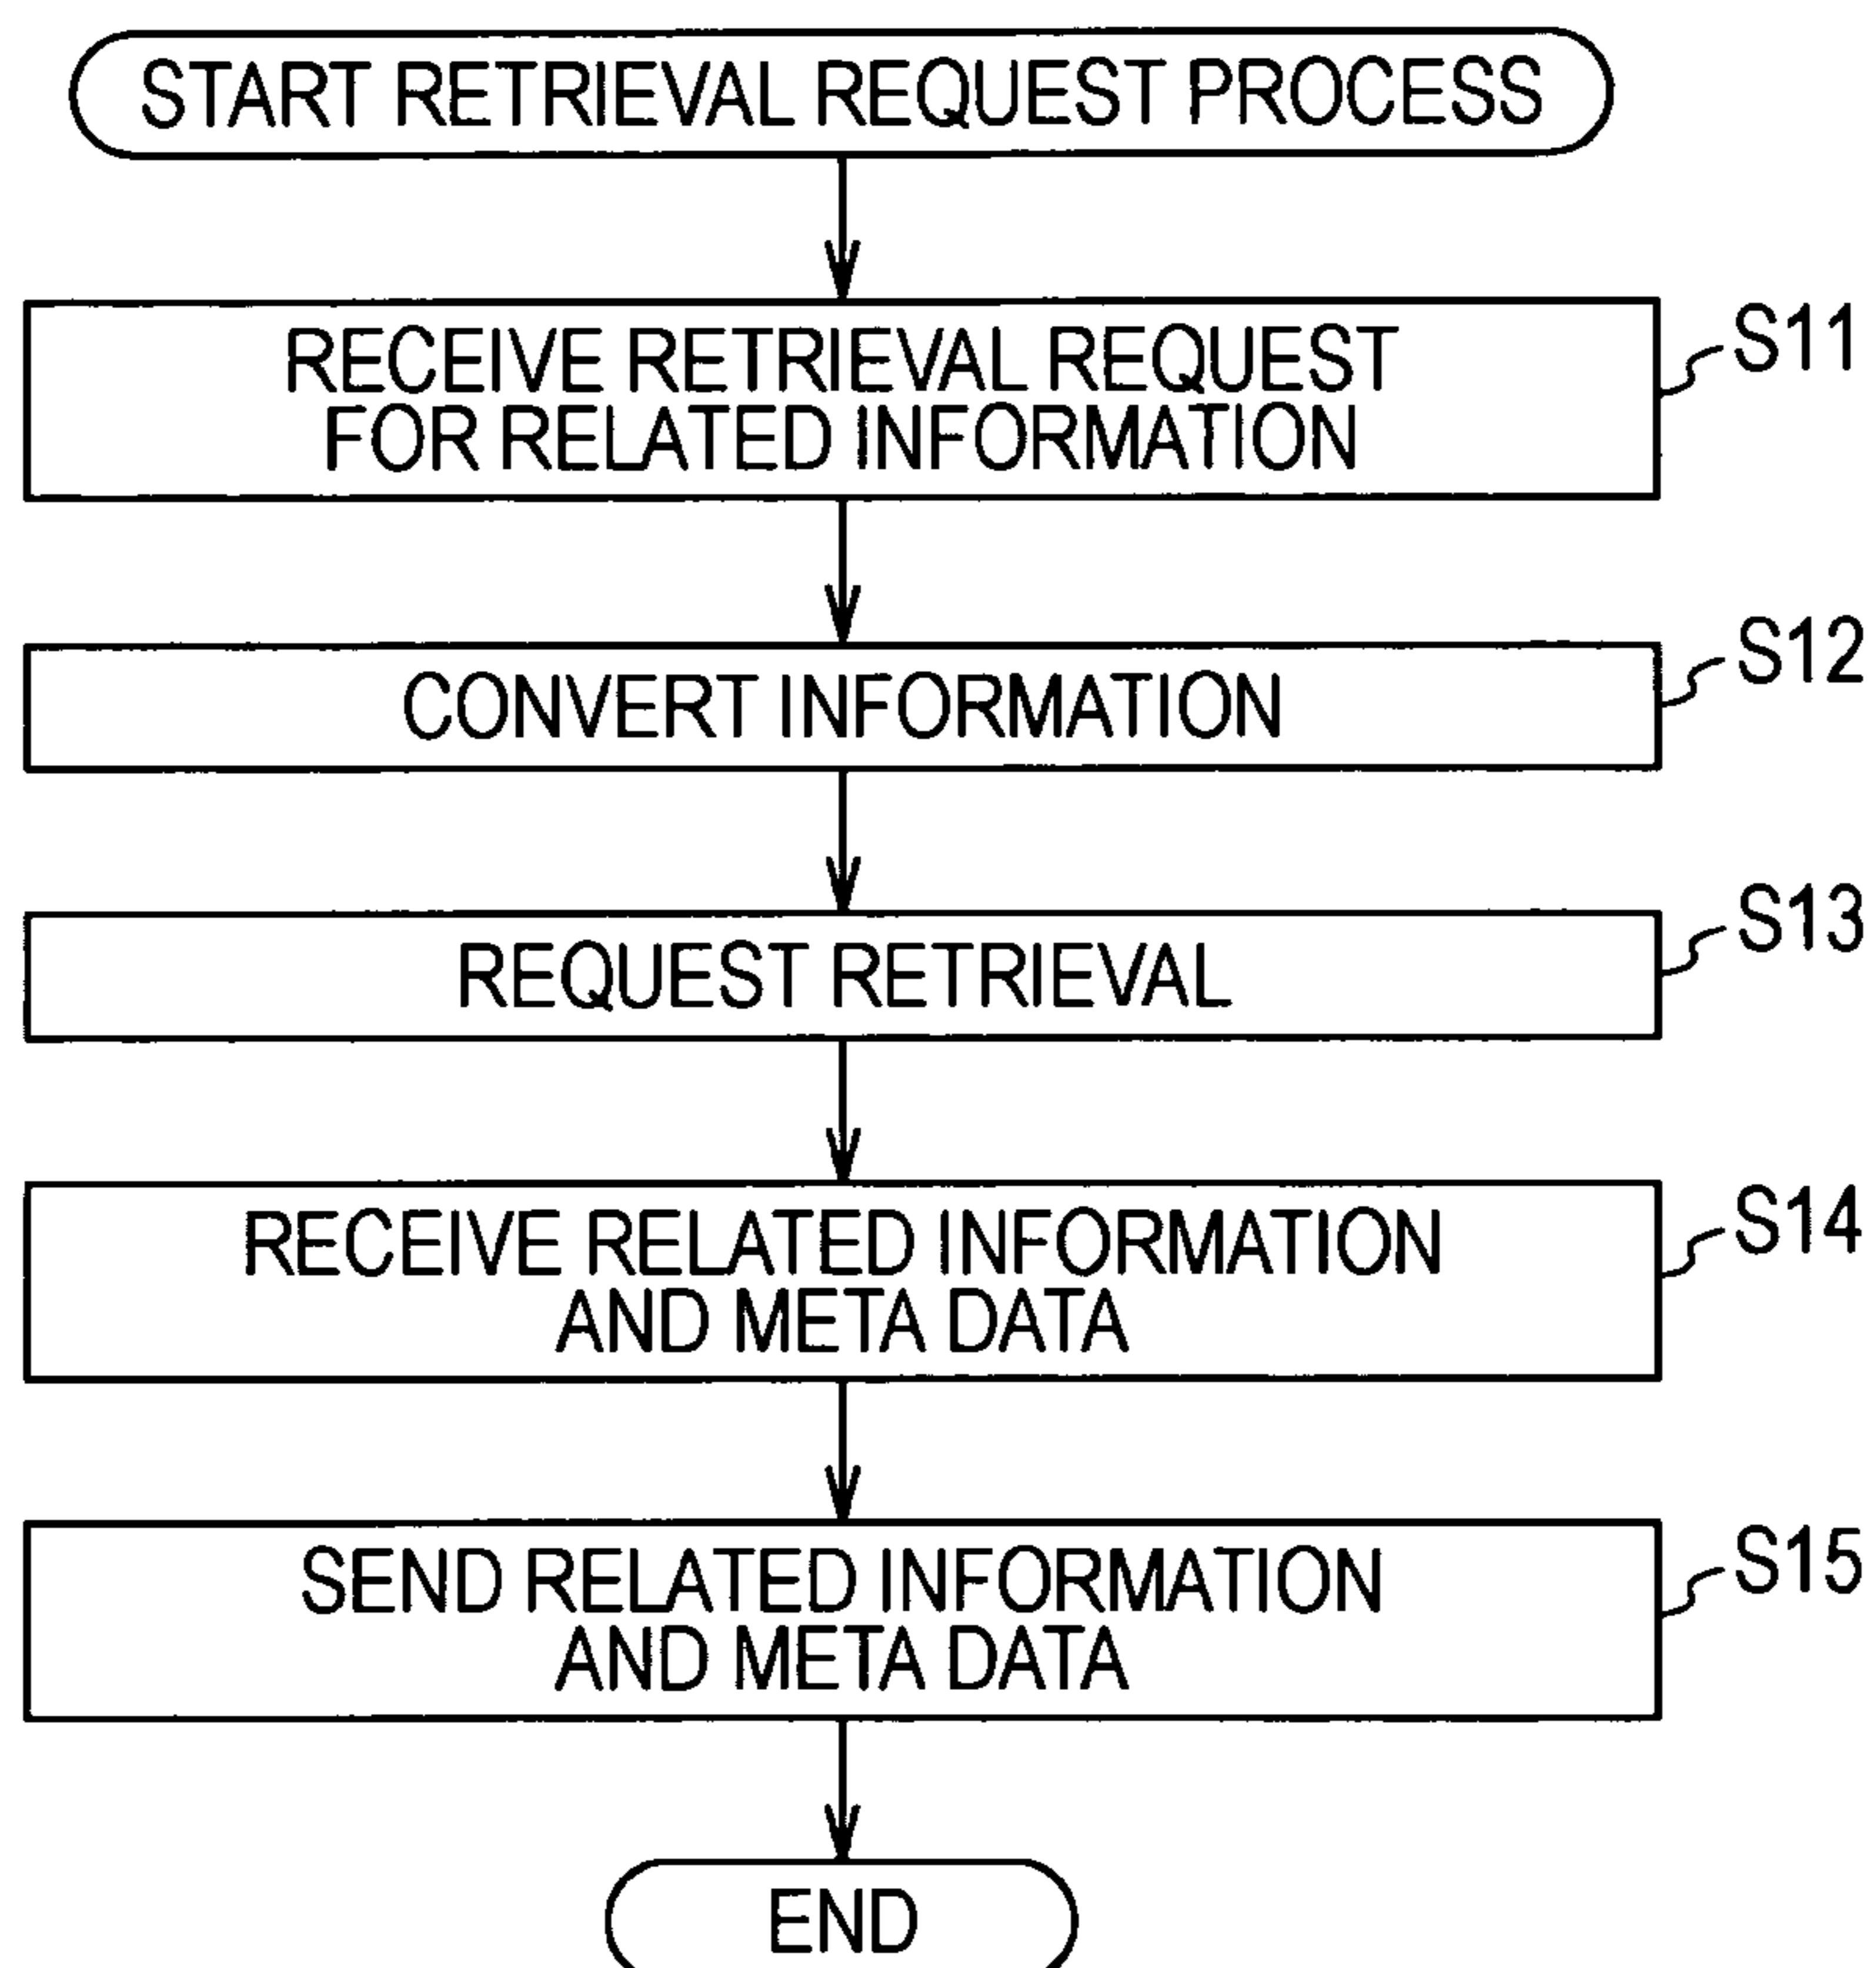 START RETRIEVAL REQUEST PROCESS
RECEIVE RETRIEVAL REQUEST
FOR RELATED INFORMATION
S11
CONVERT INFORMATION
S12
REQUEST RETRIEVAL
S13
RECEIVE RELATED INFORMATION
AND META DATA
S14
SEND RELATED INFORMATION
AND META DATA
S15
END